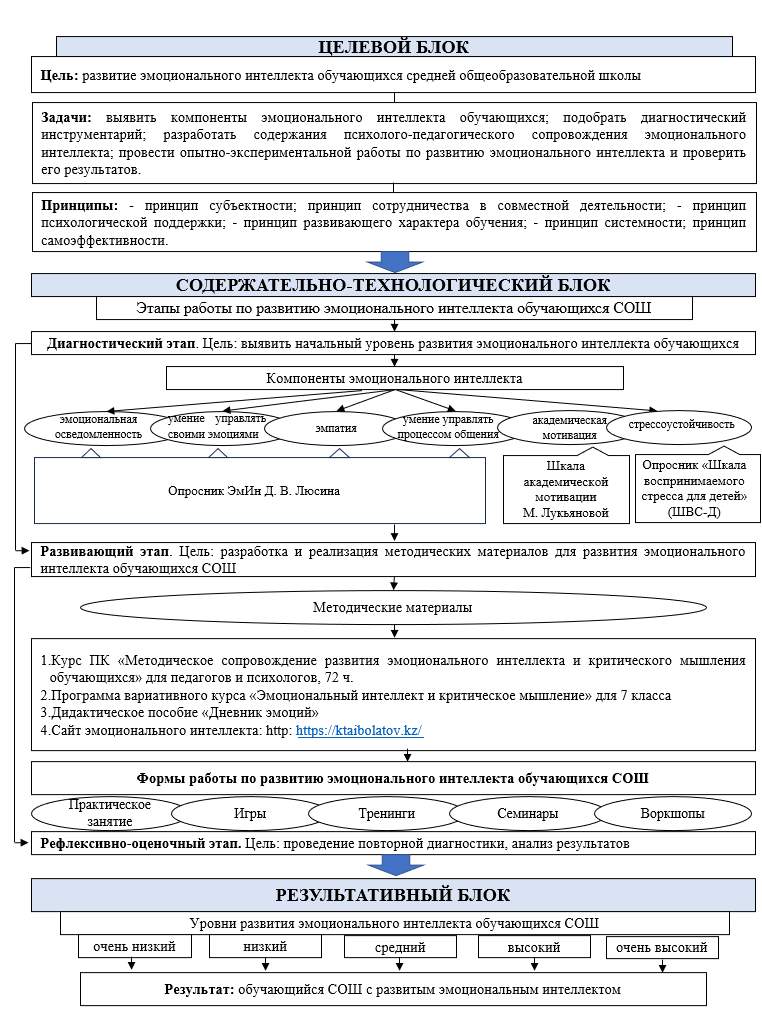 ЦЕЛЕВОЙ БЛОК
Цель: развитие эмоционального интеллекта обучающихся средней общеобразовательной школы
Задачи: выявить компоненты эмоционального интеллекта обучающихся; подобрать диагностический
инструментарий; разработать содержания психолого-педагогического сопровождения эмоционального
интеллекта; провести опытно-экспериментальной работы по развитию эмоционального интеллекта и проверить
его результатов.
Принципы: - принцип субъектности; принцип сотрудничества в совместной деятельности; - принцип
психологической поддержки; - принцип развивающего характера обучения; - принцип системности; принцип
самоэффективности.
СОДЕРЖАТЕЛЬНО-ТЕХНОЛОГИЧЕСКИЙ БЛОК
Этапы работы по развитию эмоционального интеллекта обучающихся СОШ
Диагностический этап. Цель: выявить начальный уровень развития эмоционального интеллекта обучающихся
Компоненты эмоционального интеллекта
эмоциональная
осведомленность
умение управлять
своими эмоциями
эмпатия
умение управлять
процессом общения
академическая
мотивация
стрессоустойчивость
Опросник ЭмИн Д. В. Люсина
Шкала
академической
мотивации
М. Лукьяновой
Опросник «Шкала
воспринимаемого
стресса для детей»
(ШВС-Д)
Развивающий этап. Цель: разработка и реализация методических материалов для развития эмоционального
интеллекта обучающихся СОШ
Методические материалы
1.Курс ПК «Методическое сопровождение развития эмоционального интеллекта и критического мышления
обучающихся» для педагогов и психологов, 72 ч.
2.Программа вариативного курса «Эмоциональный интеллект и критическое мышление» для 7 класса
3.Дидактическое пособие «Дневник эмоций»
4.Сайт эмоционального интеллекта: http: https://ktaibolatov.kz/
Формы работы по развитию эмоционального интеллекта обучающихся СОШ
Практическое
занятие
Игры
Тренинги
Семинары
Воркшопы
Рефлексивно-оценочный этап. Цель: проведение повторной диагностики, анализ результатов
РЕЗУЛЬТАТИВНЫЙ БЛОК
Уровни развития эмоционального интеллекта обучающихся СОШ
очень низкий
низкий
средний
высокий
очень высокий
Результат: обучающийся СОШ с развитым эмоциональным интеллектом